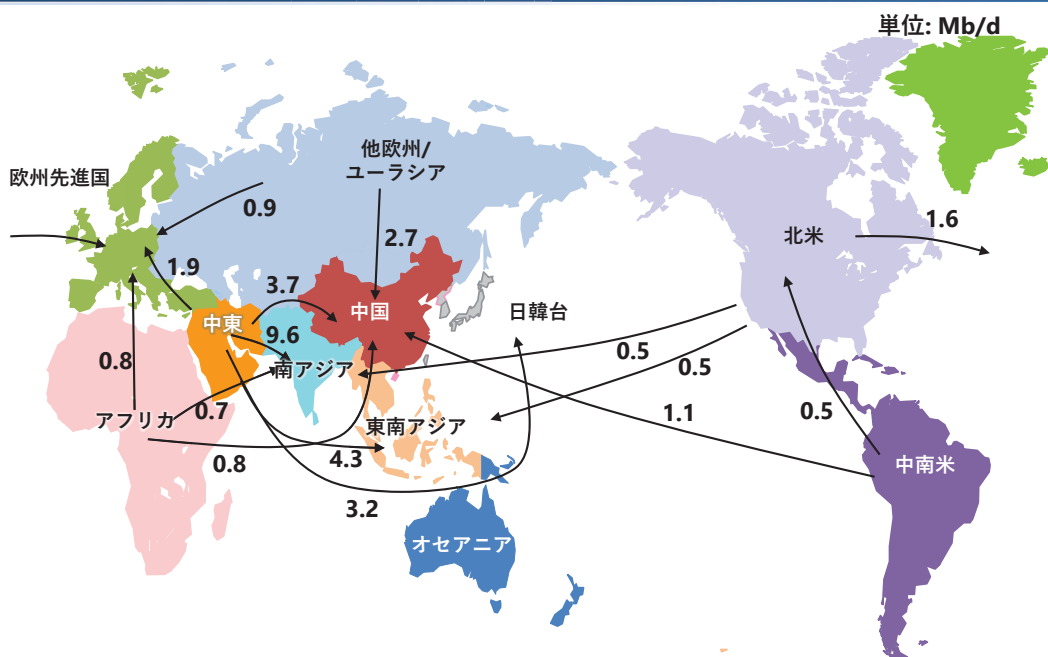 単位: Mb/d
他欧州/
ユーラシア
欧州先進国
0.9
1.6
北米
2.7
1.9
3.7
中国
日韓台
中東
9.6
0.5
南アジア
0.5
0.8
0.7
アフリカ
1.1
0.5
東南アジア
0.8
4.3
中南米
3.2
オセアニア